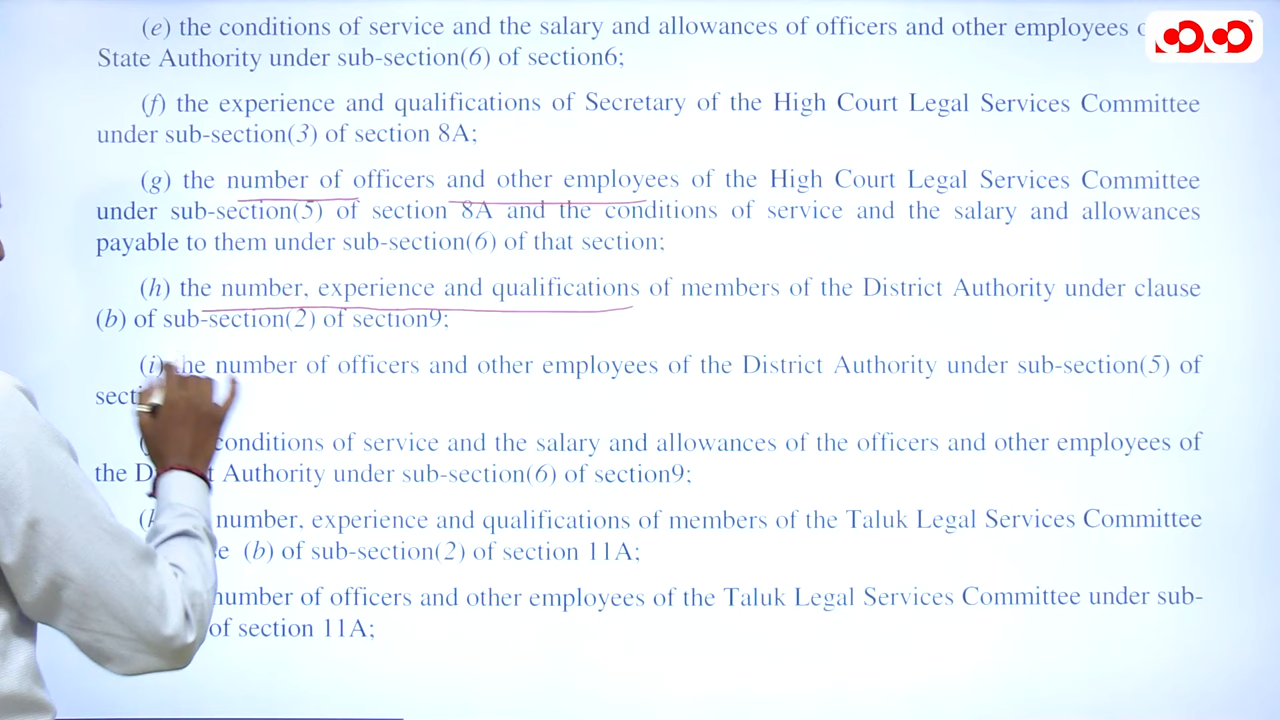 (e) the conditions of service and the salary and allowances of officers and other employees
State Authority under sub-section(6) of section6;
(f) the experience and qualifications of Secretary of the High Court Legal Services Committee
under sub-section(3) of section 8A;
(g) the number of officers and other employees of the High Court Legal Services Committee
under sub-section(5) of section 8A and the conditions of service and the salary and allowances
payable to them under sub-section(6) of that section;
(h) the number, experience and qualifications of members of the District Authority under clause
(b) of sub-section(2) of section9;
(i) the number of officers and other employees of the District Authority under sub-section(5) of
conditions of service and the salary and allowances of the officers and other employees of
the Authority under sub-section(6) of section9;
number, experience and qualifications of members of the Taluk Legal Services Committee
(b) of sub-section(2) of section 11A;
number of officers and other employees of the Taluk Legal Services Committee under sub-
of section 11A;